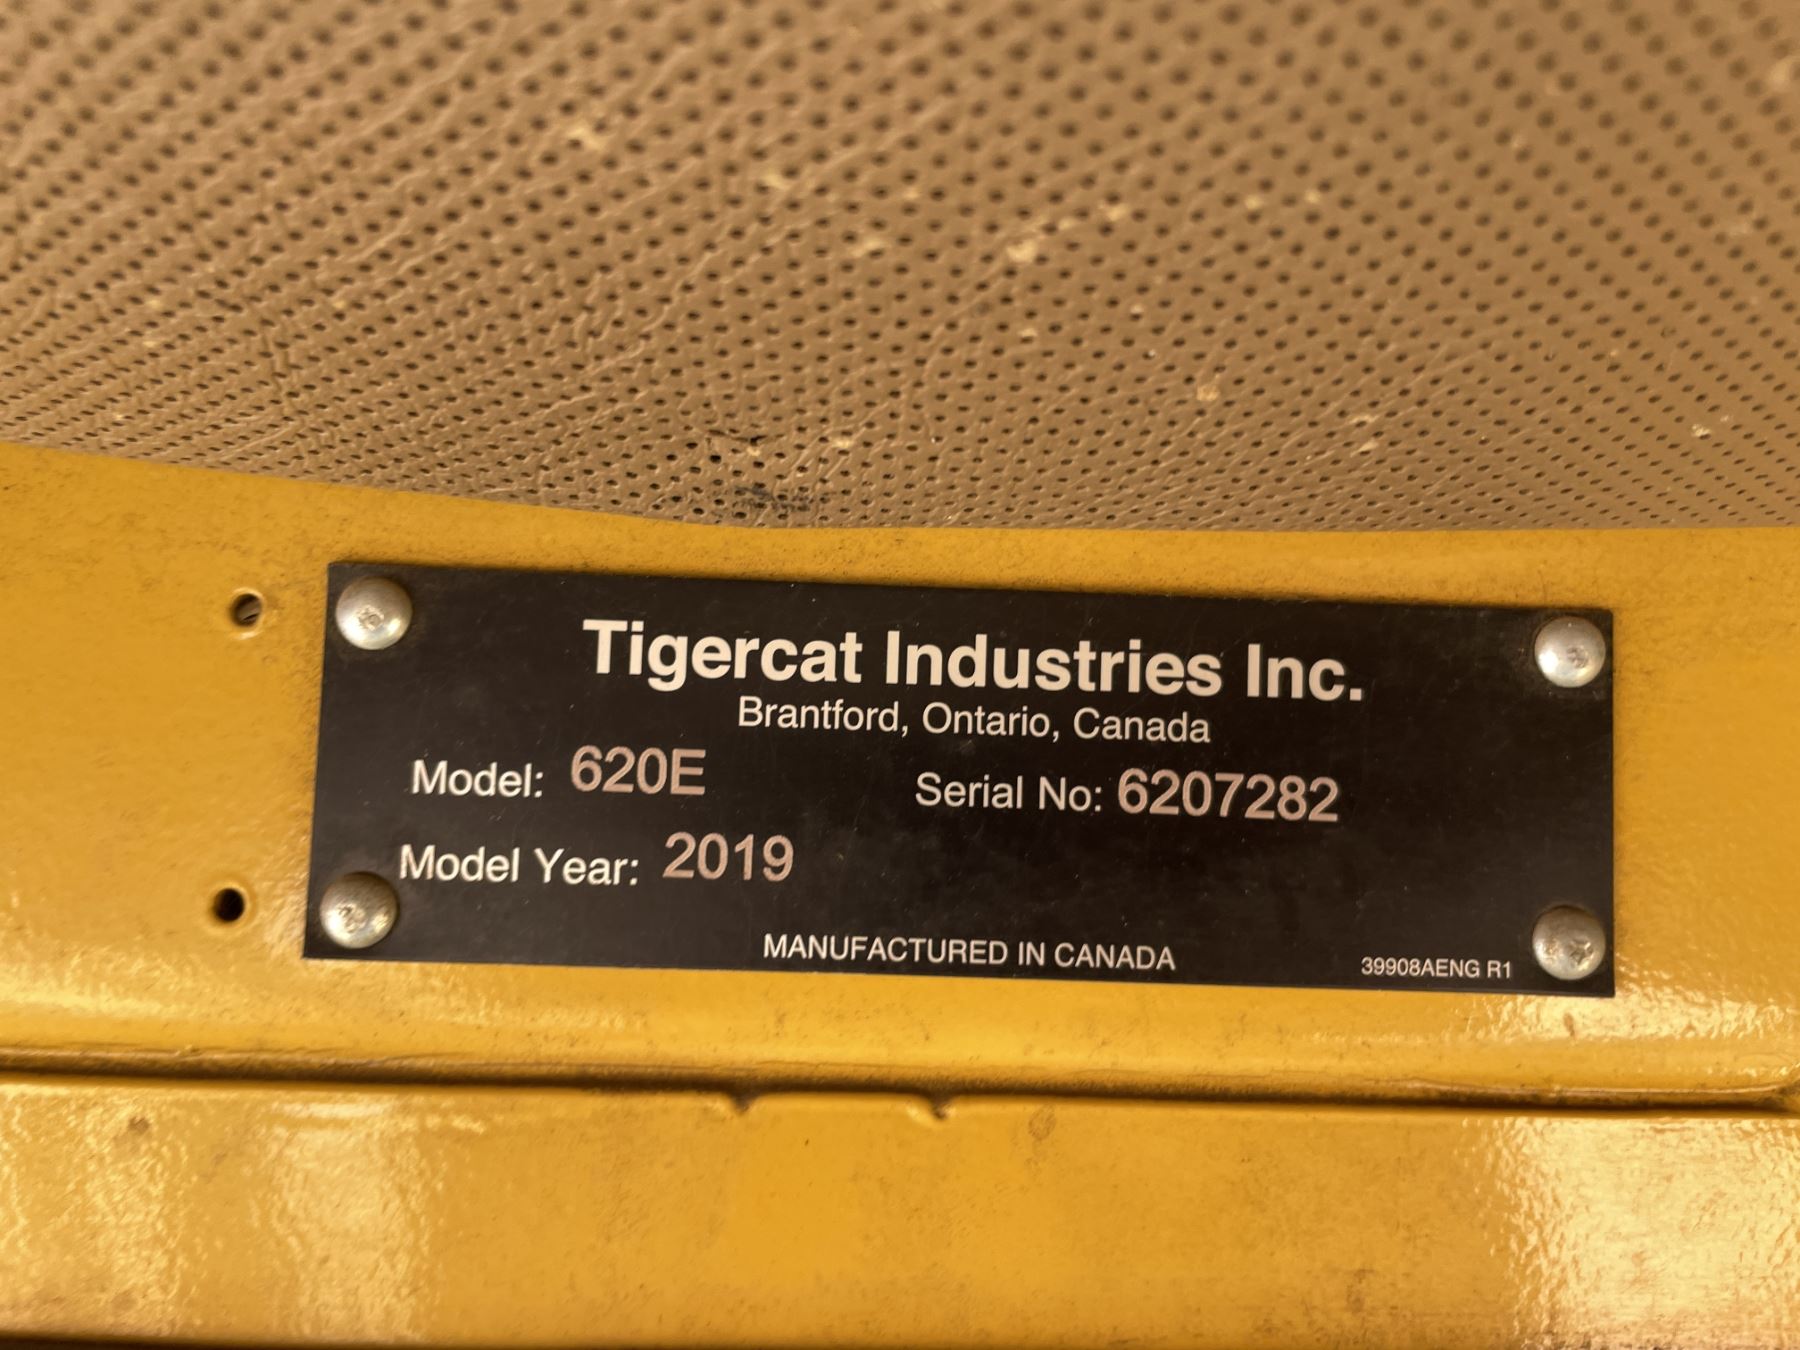 Tigercat Industries Inc.
Brantford, Ontario, Canada
Model: 620E Serial No: 6207282
Model Year: 2019
MANUFACTURED IN CANADA 39908AENG R1